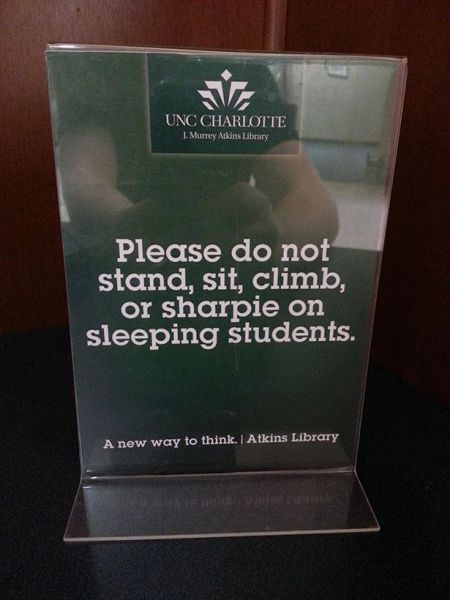 UNC CHARLOTTE
J. Murrey Atkins Library
Please do not
stand, sit, climb,
or sharpie on
sleeping students.
A new way to think. | Atkins Library